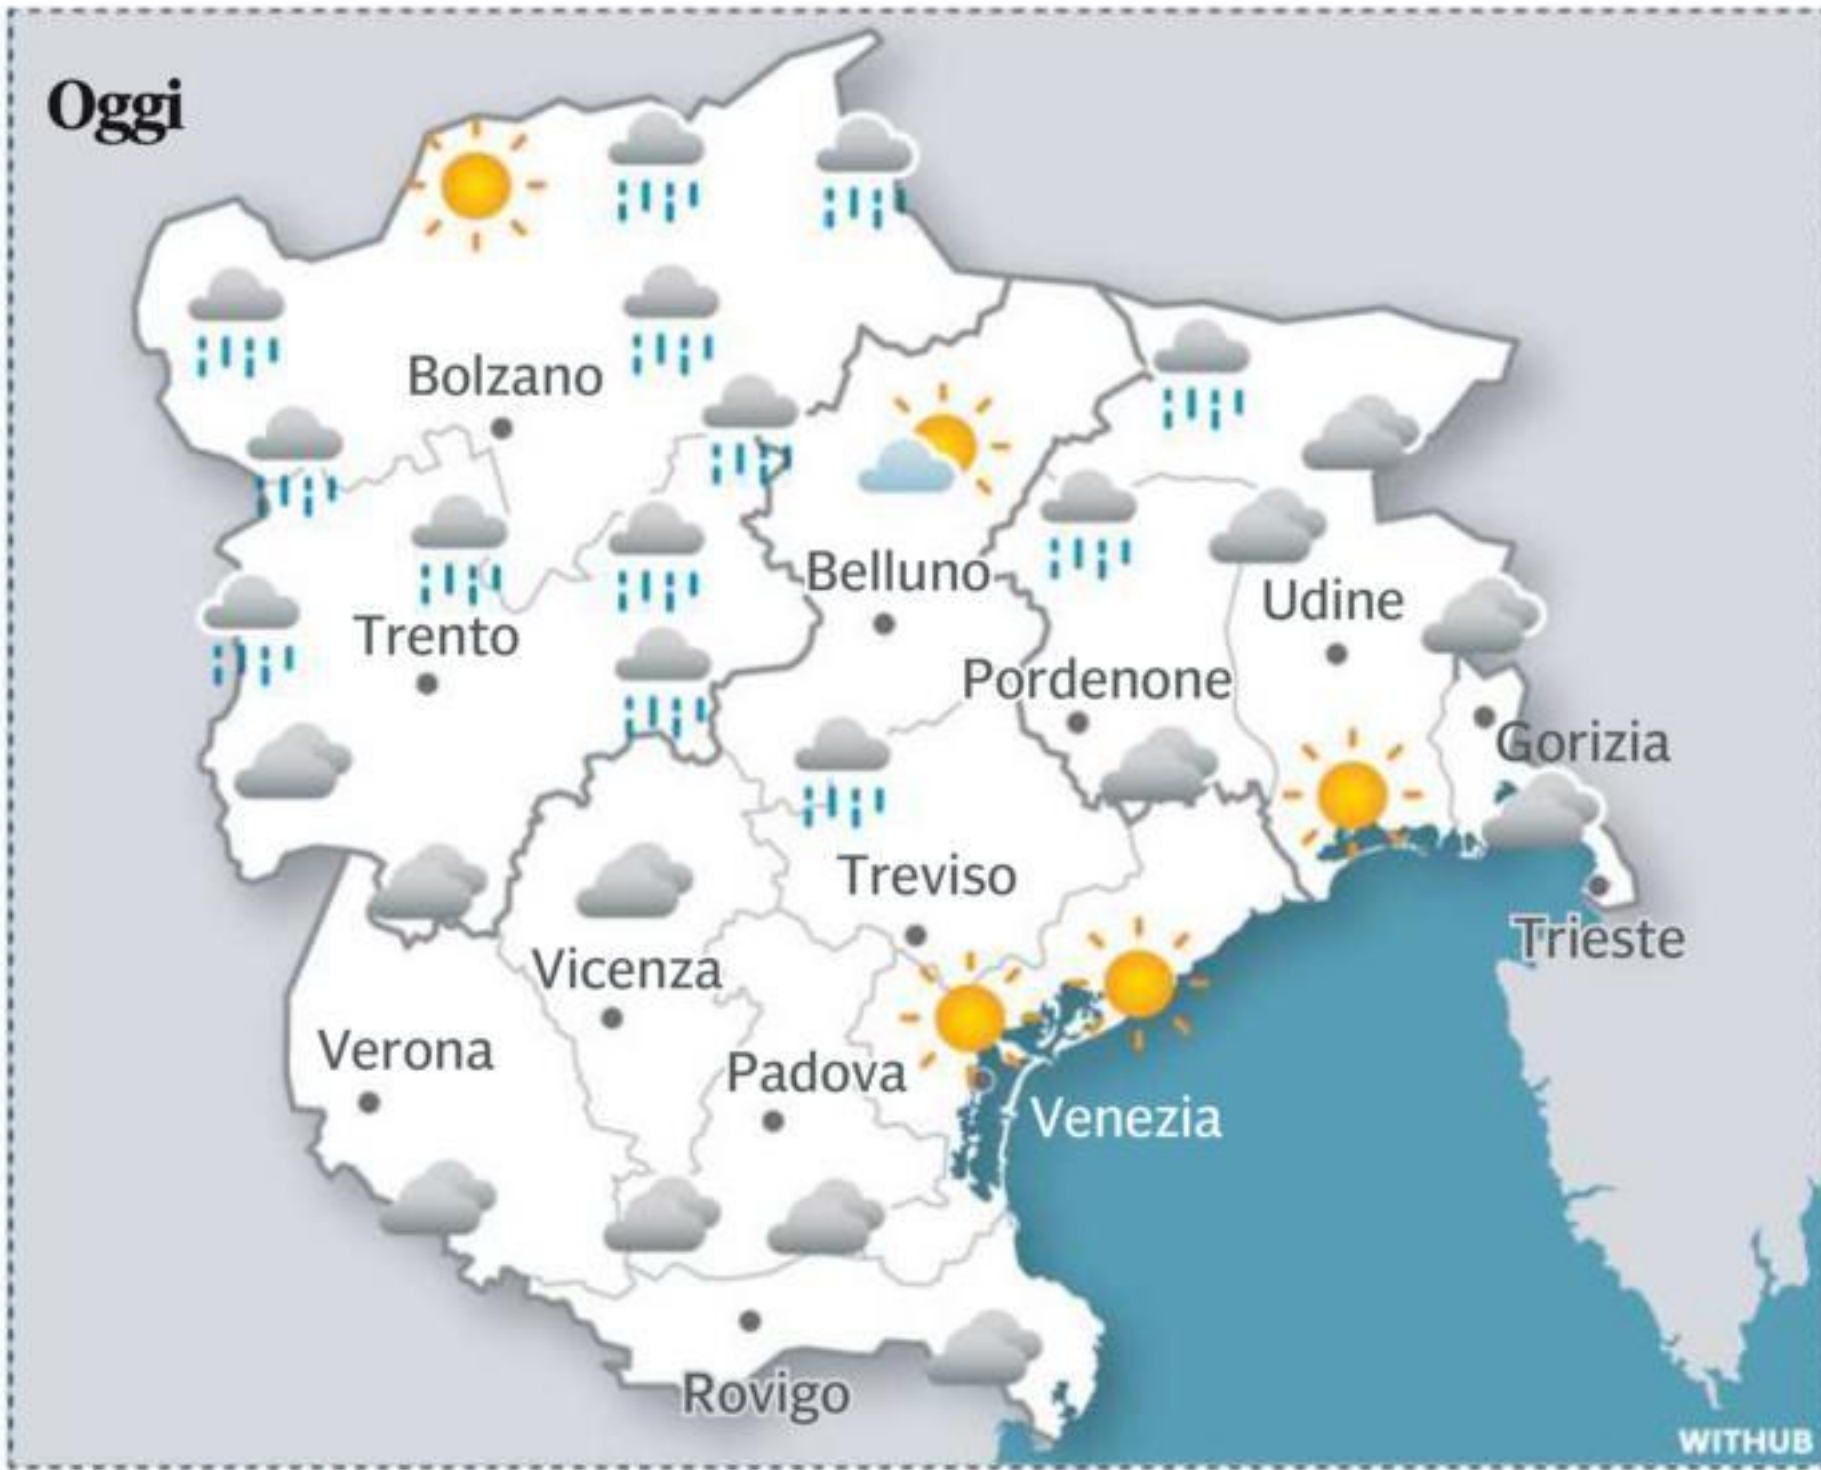 Oggi
Bolzano
Belluno
Udine
Trento
Pordenone
Gorizia
Treviso
Trieste
Vicenza
Verona
Padova
Venezia
Rovigo
WITHUB